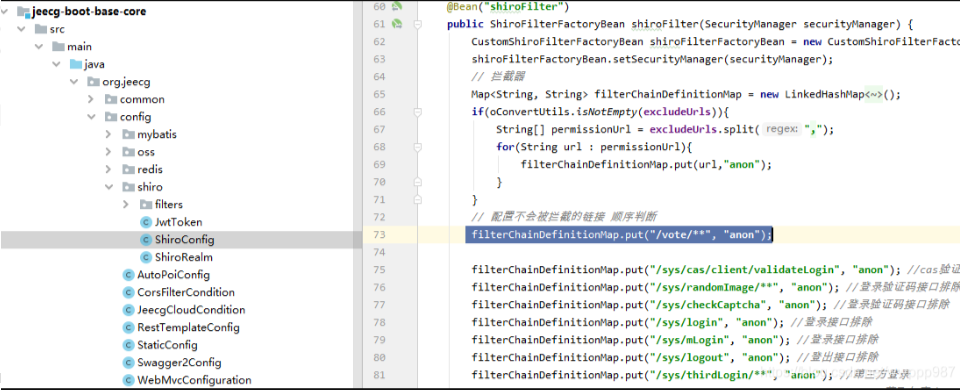 jeecg-boot-base-core
src
main
java
org.jeecg
common
config
mybatis
oss
redis
shiro
filters
JwtToken
ShiroConfig
ShiroRealm
AutoPoiConfig
CorsFilterCondition
JeecgCloudCondition
RestTemplateConfig
StaticConfig
Swagger2Config
WebMvcConfiguration
60 @Bean("shiroFilter")
61 public ShiroFilterFactoryBean shiroFilter(SecurityManager securityManager) {
62 CustomShiroFilterFactoryBean shiroFilterFactoryBean = new CustomShiroFilterFacto
63 shiroFilterFactoryBean.setSecurityManager(securityManager);
64 // 拦截器
65 Map<String, String> filterChainDefinitionMap = new LinkedHashMap<~>();
66 if(oConvertUtils.isNotEmpty(excludeUrls)){
67 String[] permissionUrl = excludeUrls.split( regex: ",");
68 for(String url : permissionUrl){
69 filterChainDefinitionMap.put(url,"anon");
70 }
71 }
72 // 配置不会被拦截的链接 顺序判断
73 filterChainDefinitionMap.put("/vote/**", "anon");
74
75 filterChainDefinitionMap.put("/sys/cas/client/validateLogin", "anon"); //cas验证
76 filterChainDefinitionMap.put("/sys/randomImage/**", "anon"); //登录验证码接口排除
77 filterChainDefinitionMap.put("/sys/checkCaptcha", "anon"); //登录验证码接口排除
78 filterChainDefinitionMap.put("/sys/login", "anon"); //登录接口排除
79 filterChainDefinitionMap.put("/sys/mLogin", "anon"); //登录接口排除
80 filterChainDefinitionMap.put("/sys/logout", "anon"); //登出接口排除
81 filterChainDefinitionMap.put("/sys/thirdLogin/**", "anon"); //第三方登录